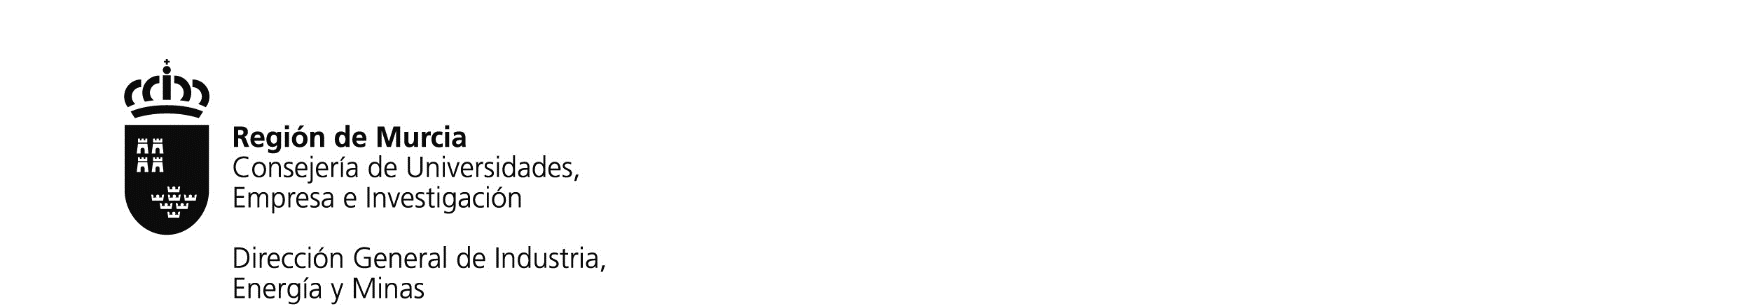 Región de Murcia
Consejería de Universidades,
Empresa e Investigación
Dirección General de Industria,
Energía y Minas